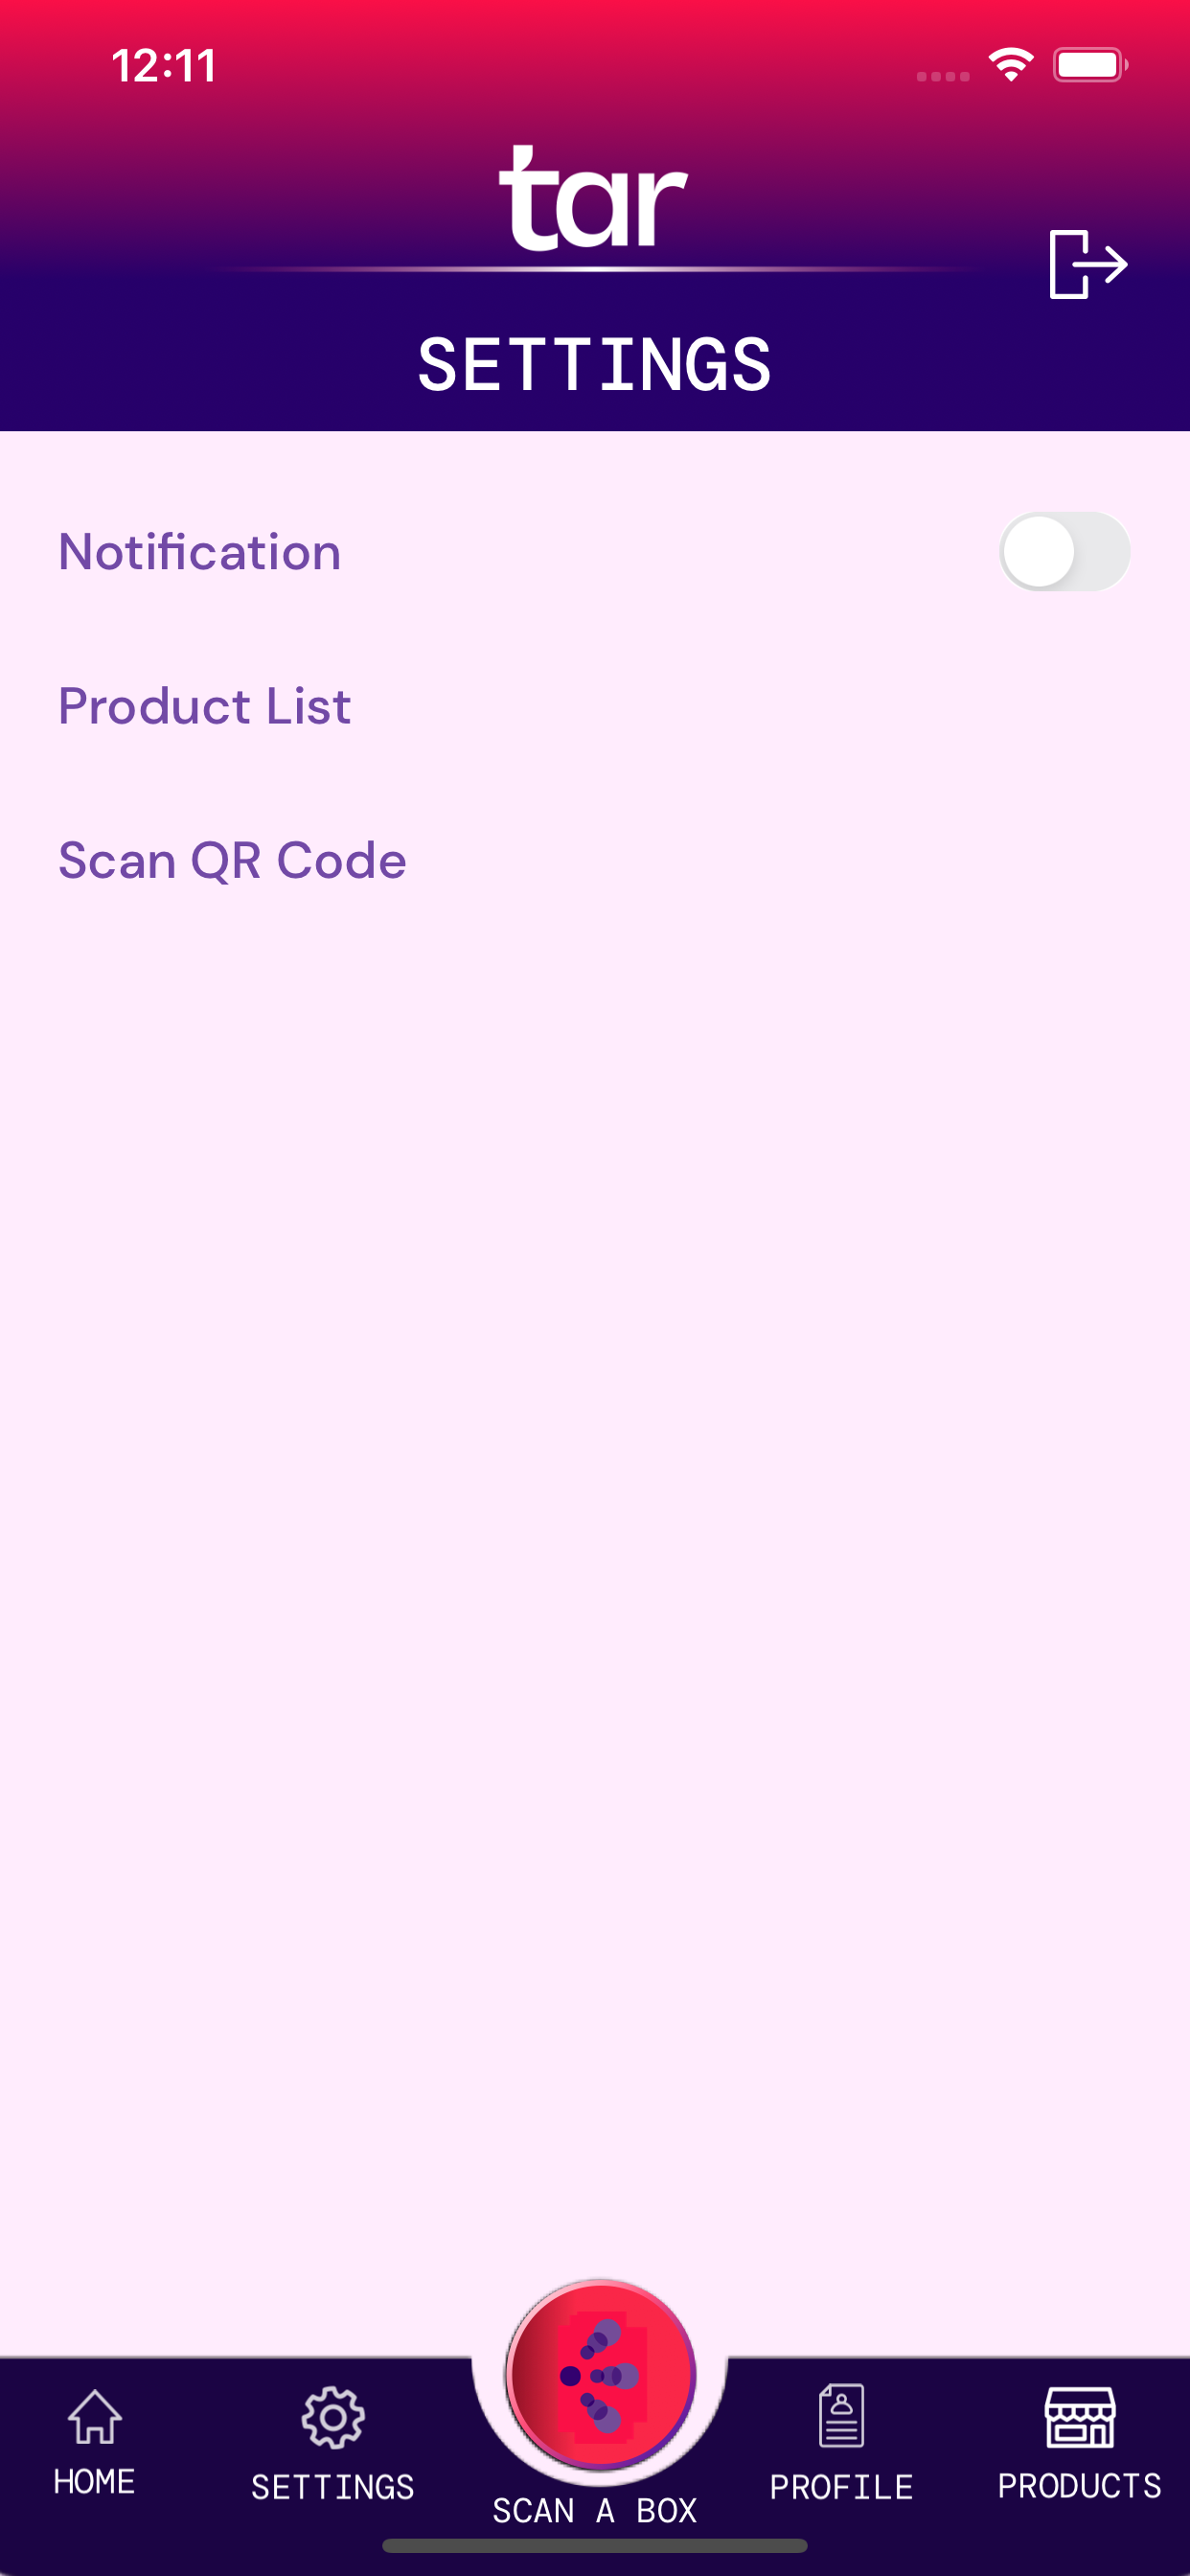 12:11
tar
SETTINGS
Notification
Product List
Scan QR Code
HOME
SETTINGS
SCAN A BOX
PROFILE
PRODUCTS